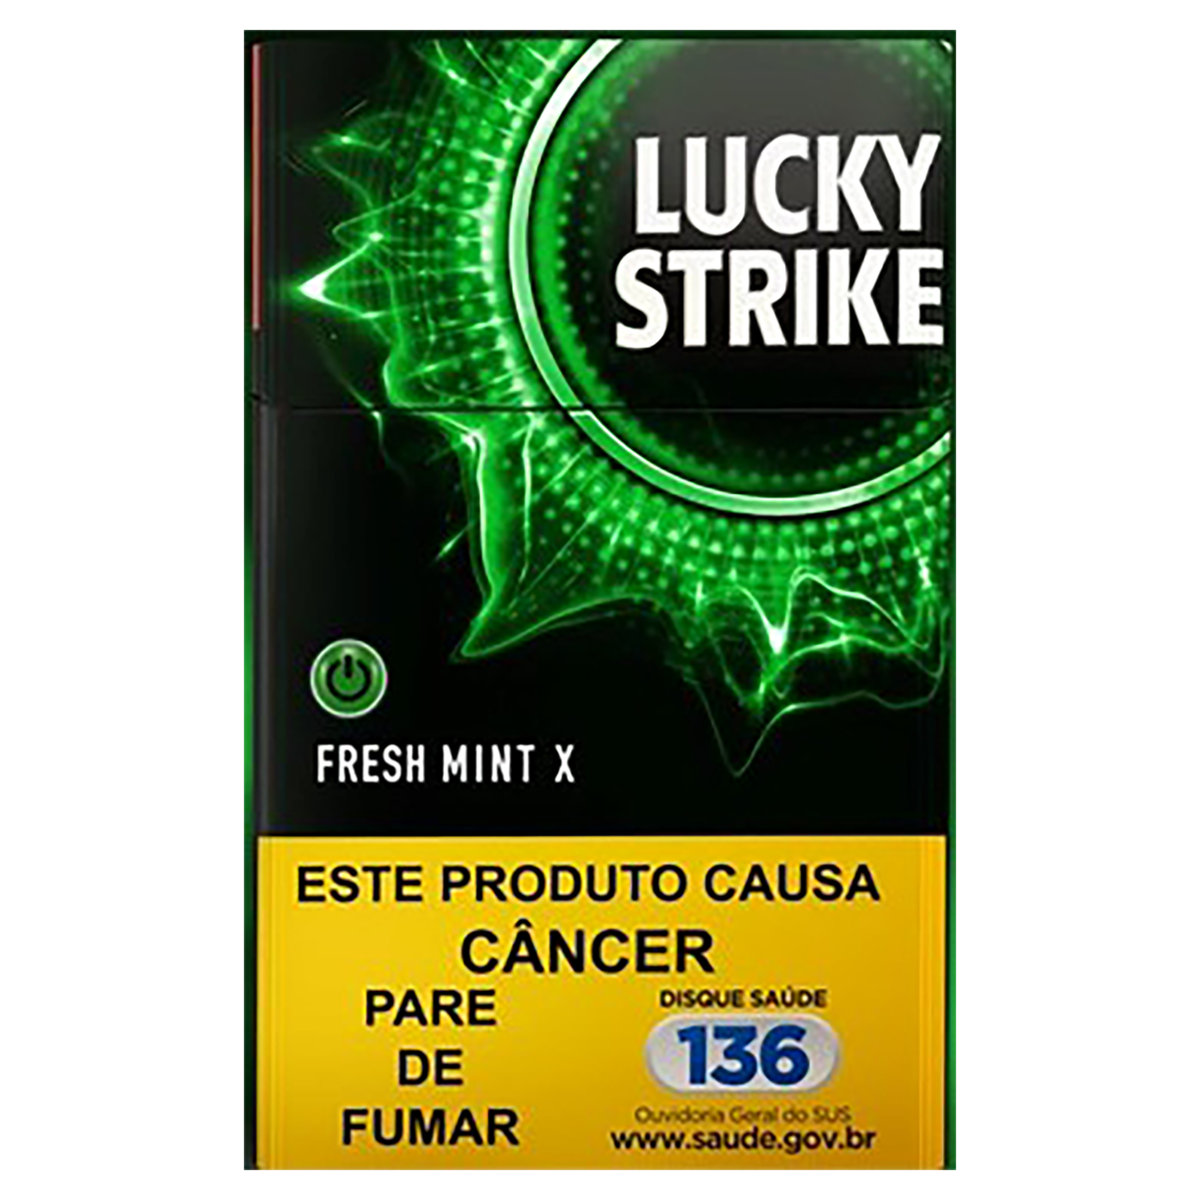 LUCKY
STRIKE
FRESH MINT X
ESTE PRODUTO CAUSA
CÂNCER
PARE
DE
FUMAR
DISQUE SAÚDE
136
Ouvidoria Geral do SUS
www.saude.gov.br